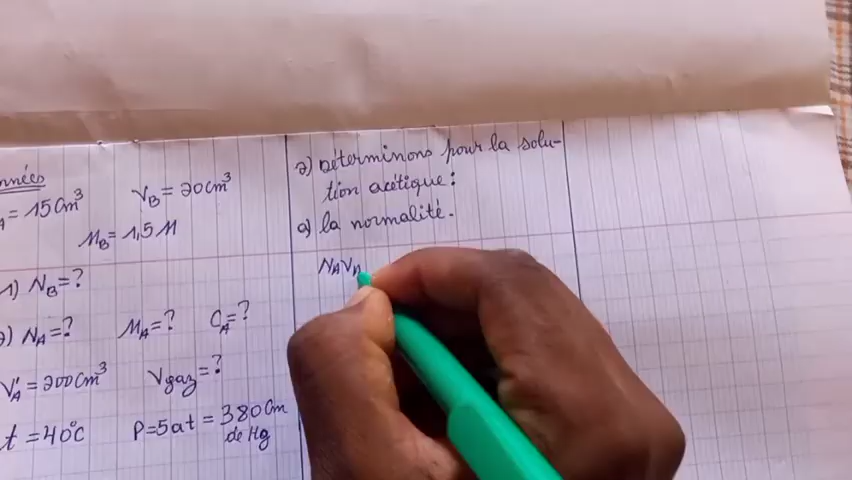 nnées
A = 15 cm³ VB = 20 cm³
MB = 1,5 M
1) NB = ?
2) NA = ? MA = ? CA = ?
V'A = 200 cm³ Vgaz = ?
t = 40°C P = 5 at = 380 cm
de Hg
2) Déterminons pour la solu-
tion acétique :
a) la normalité.
NAVA